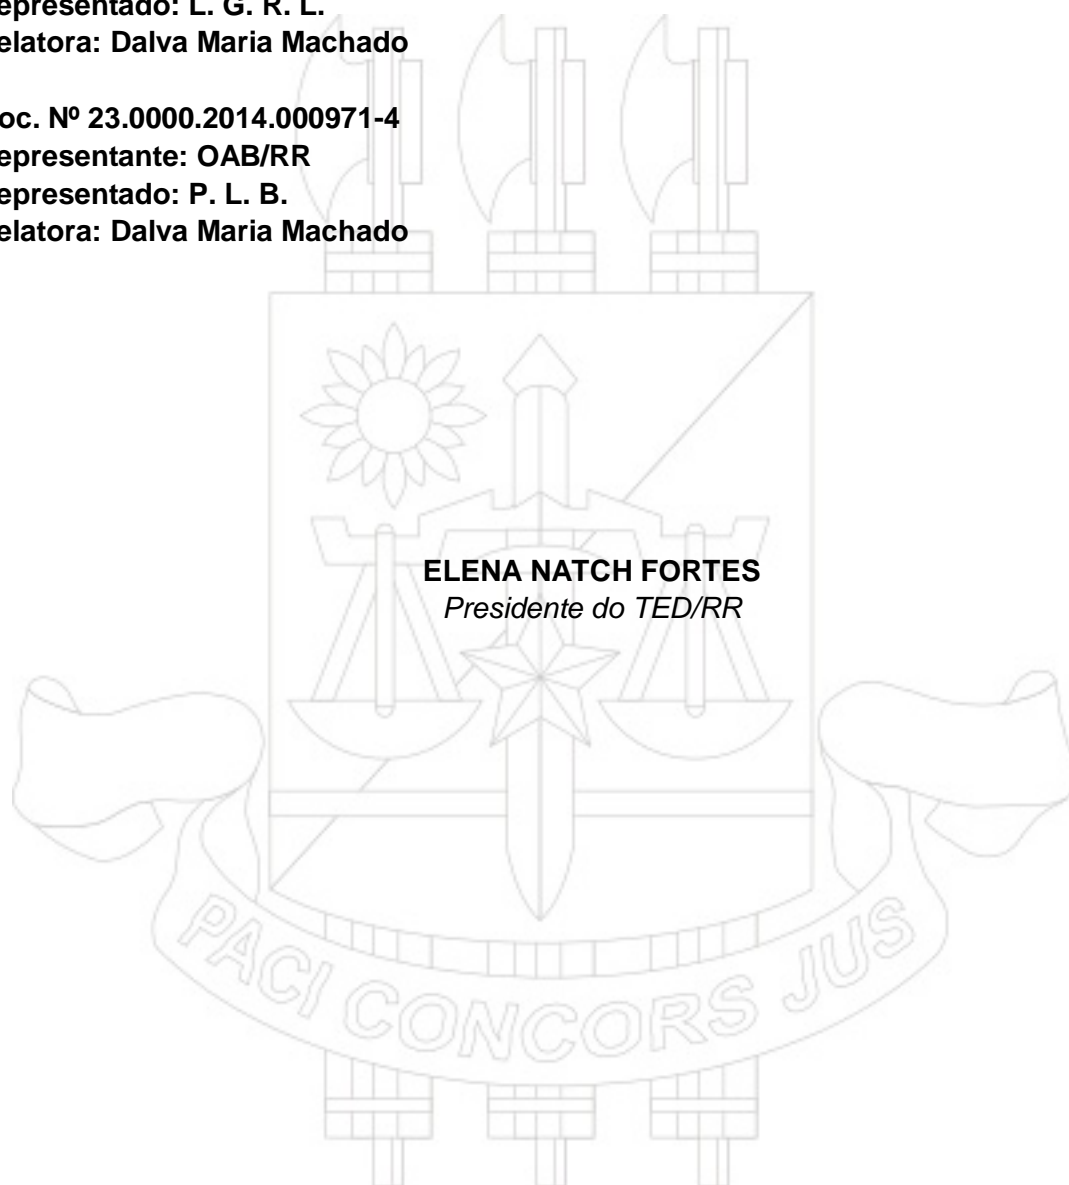 epresentado: L. G. R. L.
elatora: Dalva Maria Machado
oc. Nº 23.0000.2014.000971-4
epresentante: OAB/RR
epresentado: P. L. B.
elatora: Dalva Maria Machado
ELENA NATCH FORTES
Presidente do TED/RR
PACI CONCORS JUS